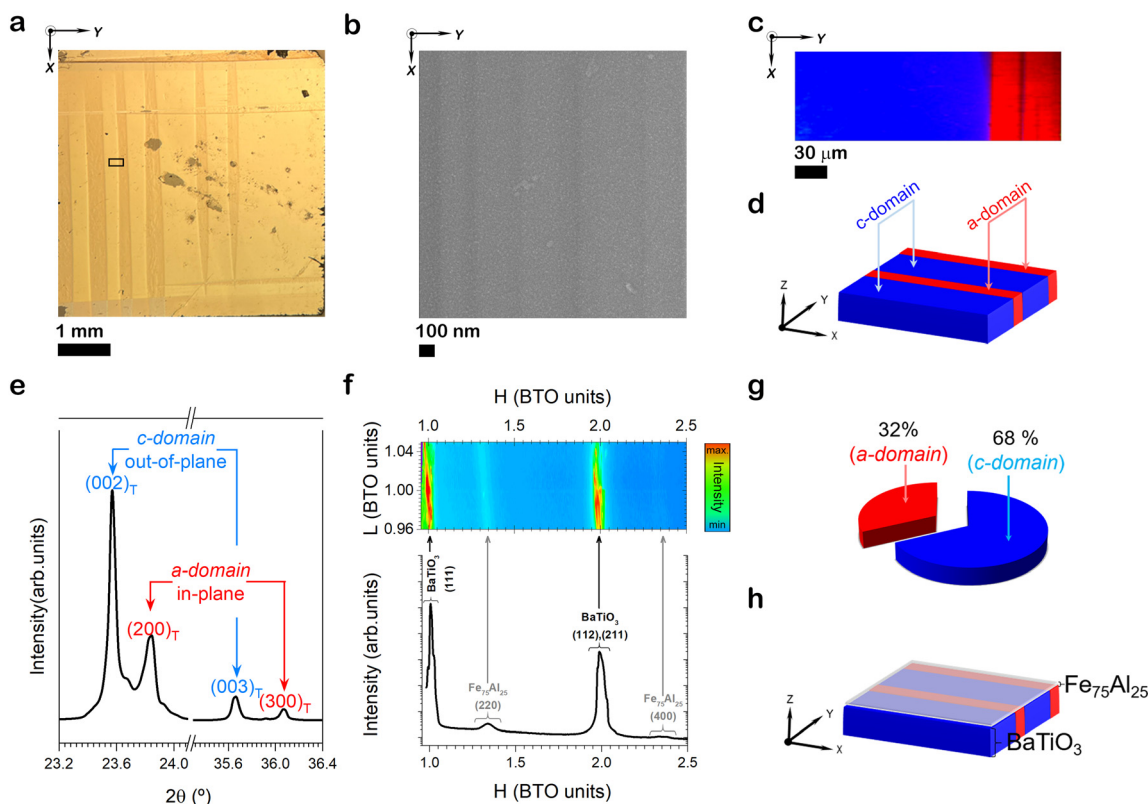 a
Y
X
1 mm
b
Y
X
100 nm
c
Y
X
30 μm
d
c-domain
a-domain
Z
Y
X
e
c-domain
out-of-plane
(002)T
a-domain
in-plane
(200)T
(003)T
(300)T
Intensity(arb.units)
23.2 23.6 24.0 35.6 36.0 36.4
2θ (º)
f
H (BTO units)
1.0 1.5 2.0 2.5
L (BTO units)
1.04
1.00
0.96
max.
Intensity
min
BaTiO3
(111)
BaTiO3
(112),(211)
Fe75Al25
(220)
Fe75Al25
(400)
Intensity (arb.units)
1.0 1.5 2.0 2.5
H (BTO units)
g
32%
(a-domain)
68 %
(c-domain)
h
Fe75Al25
BaTiO3
Z
Y
X